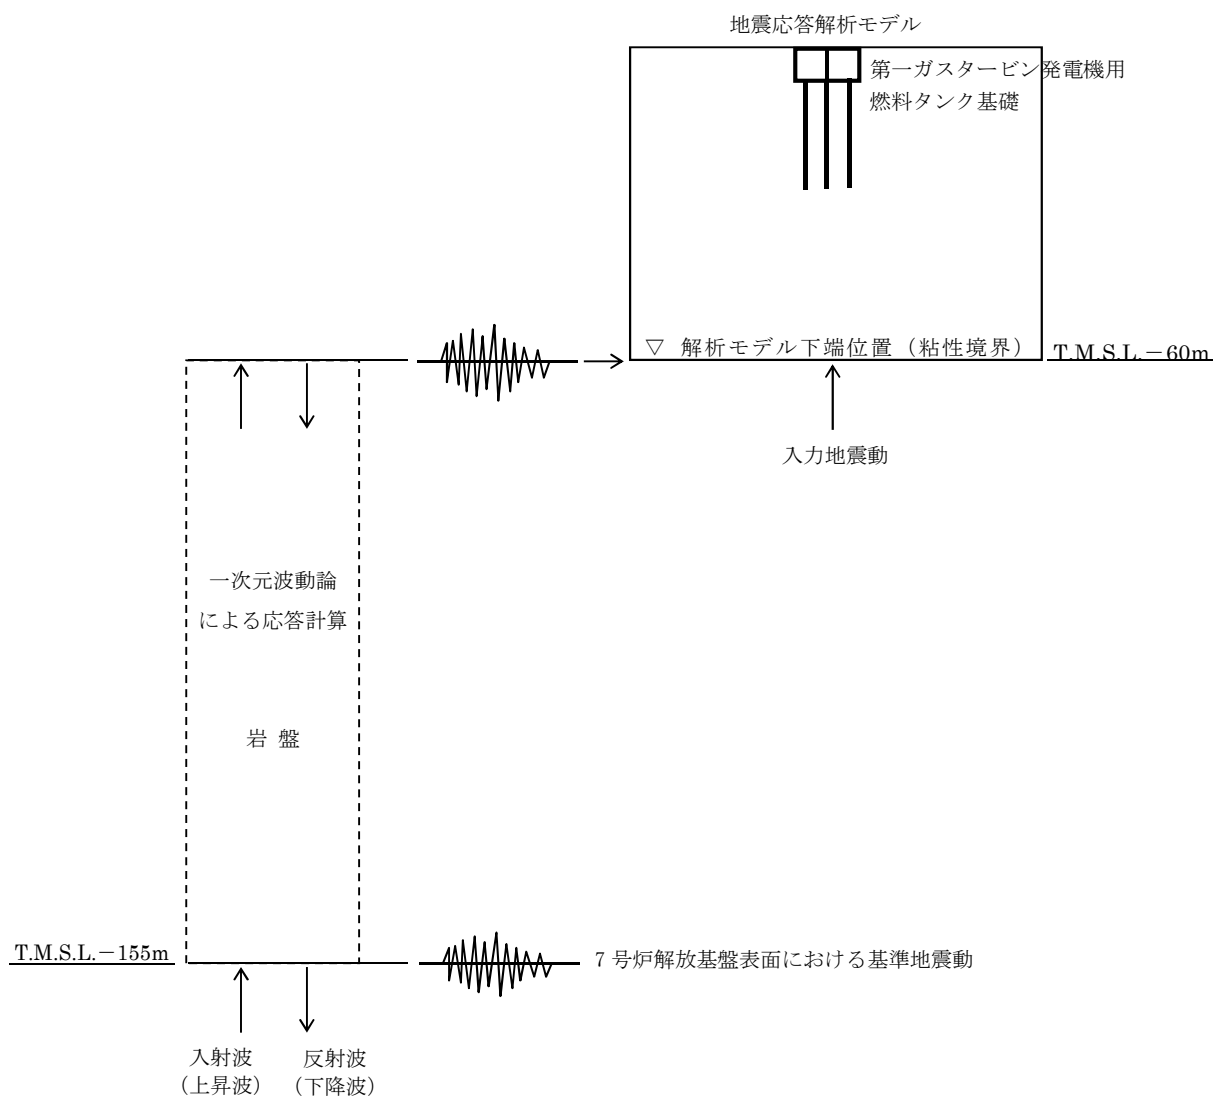 地震応答解析モデル
第一ガスタービン発電機用
燃料タンク基礎
▽ 解析モデル下端位置（粘性境界）
T.M.S.L.－60m
入力地震動
一次元波動論
による応答計算
岩 盤
T.M.S.L.－155m
7 号炉解放基盤表面における基準地震動
入射波
（上昇波）
反射波
（下降波）